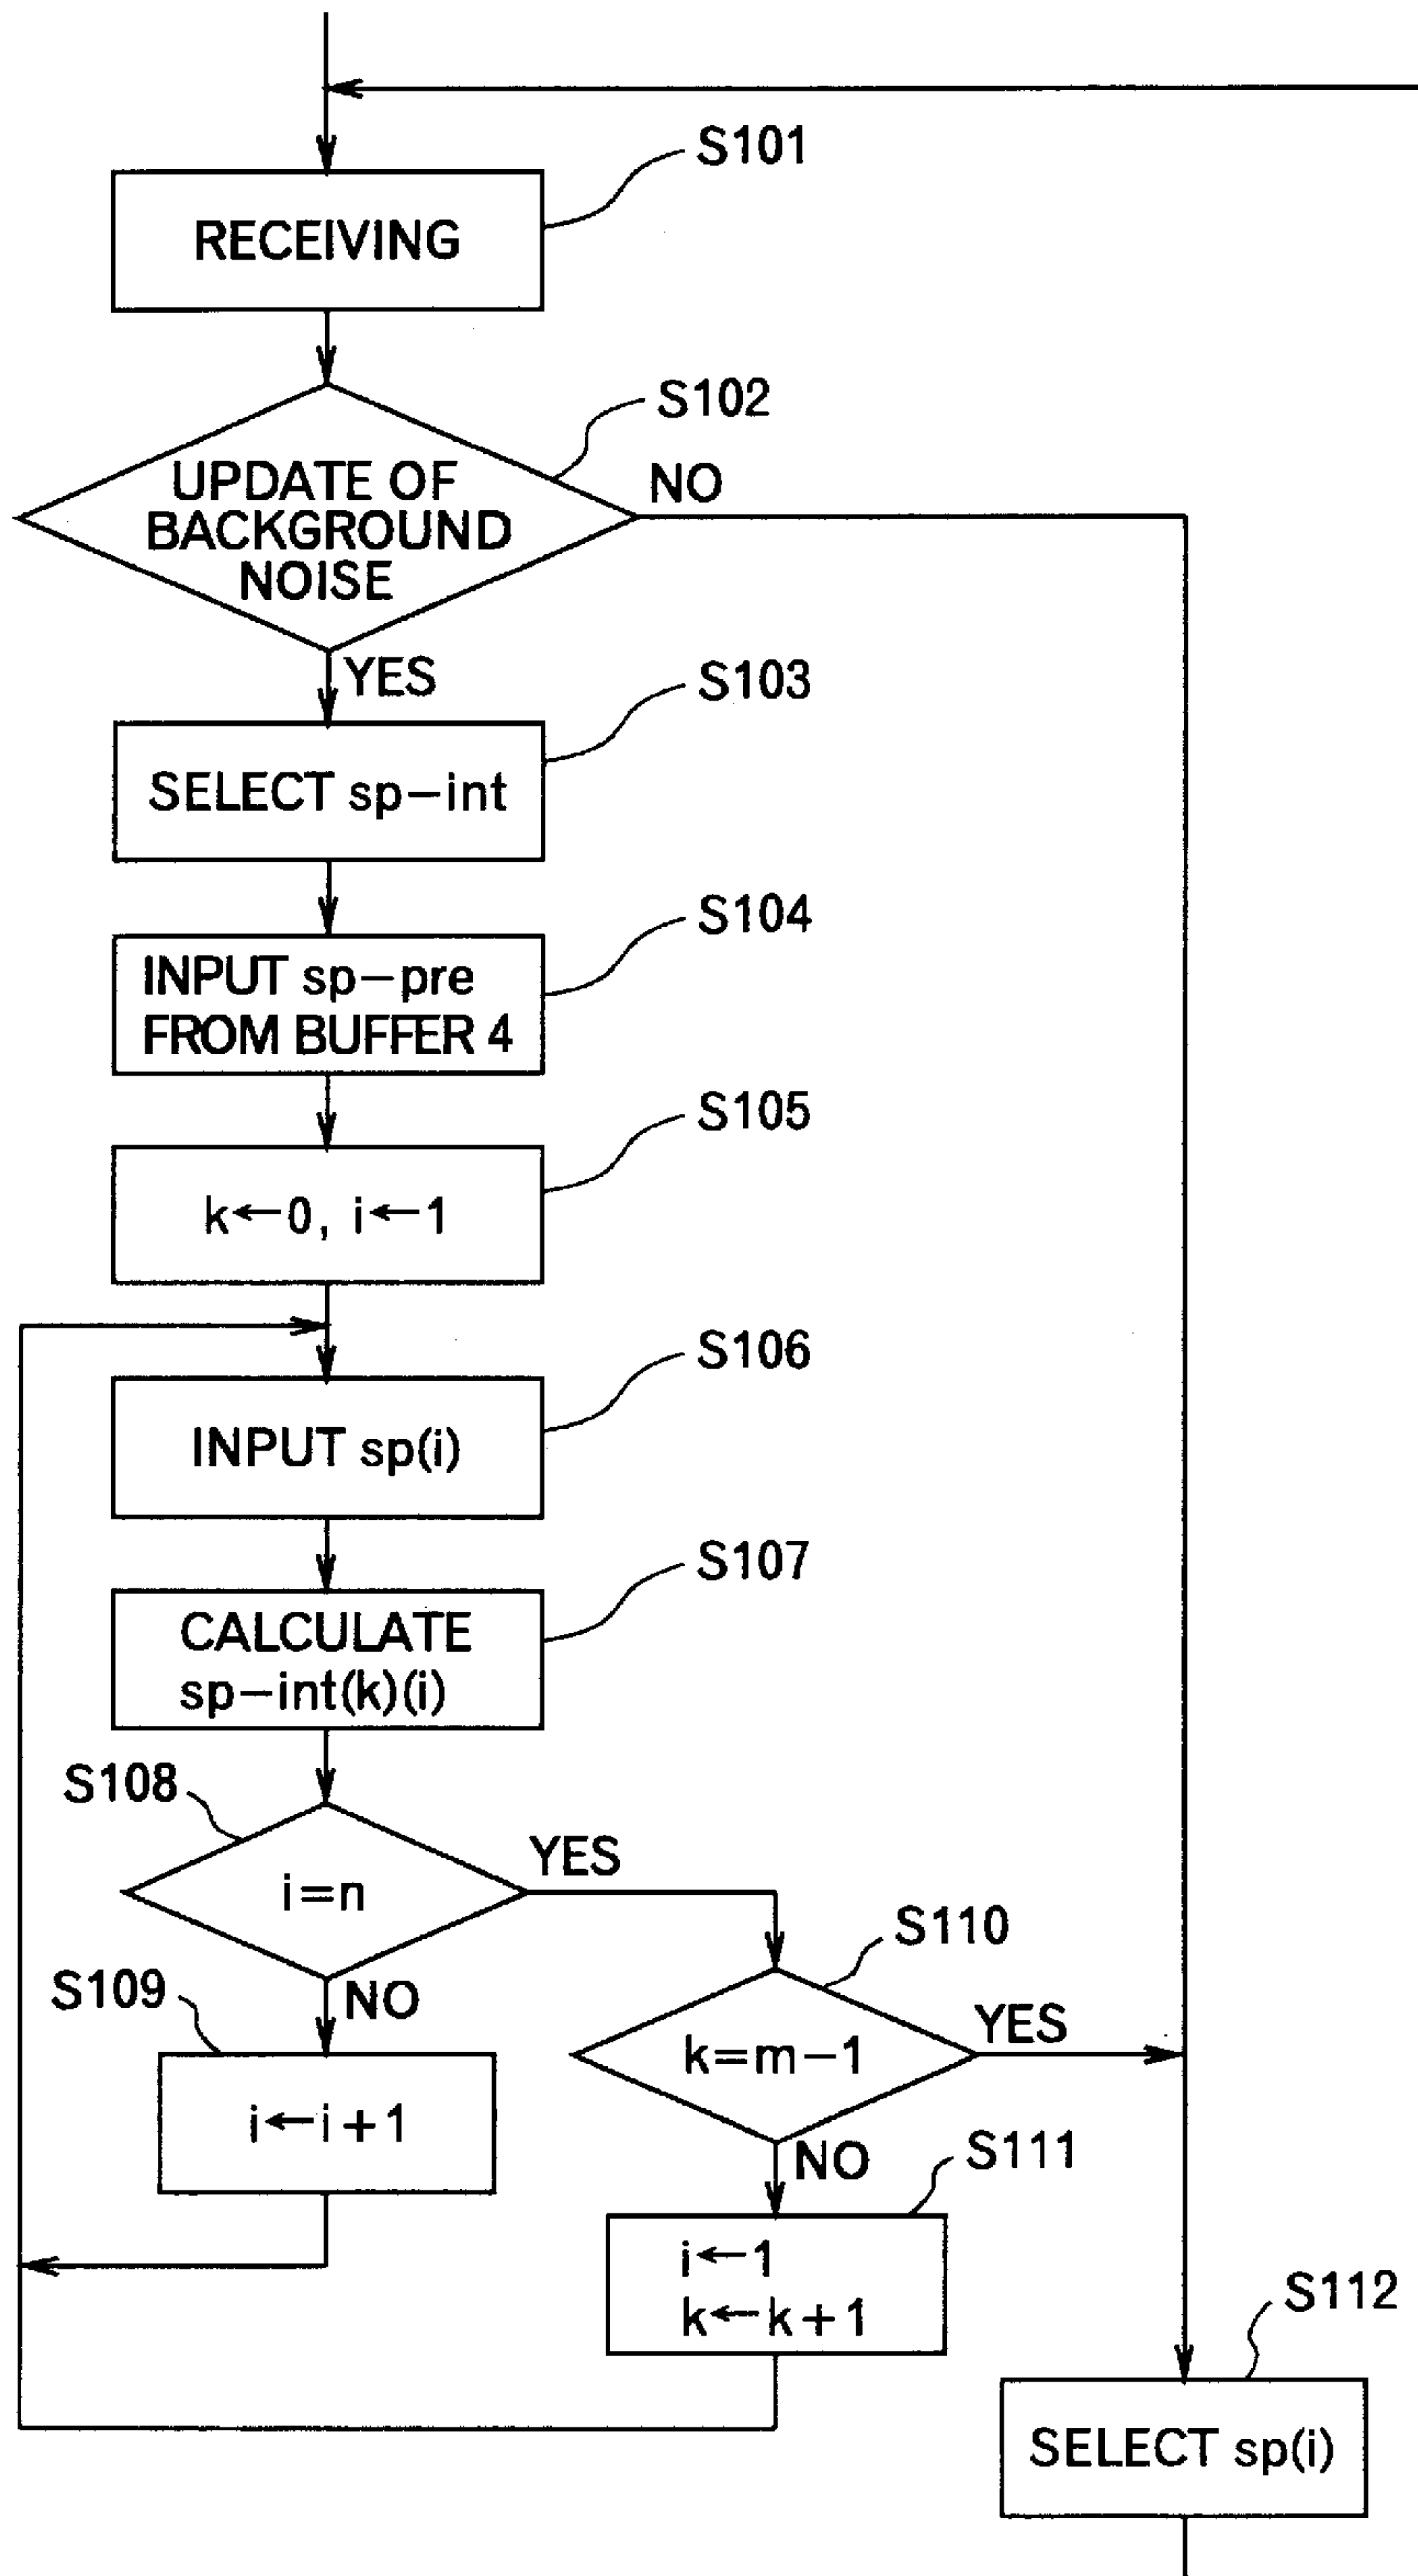 S101
RECEIVING
S102
UPDATE OF
BACKGROUND
NOISE
NO
YES
S103
SELECT sp-int
S104
INPUT sp-pre
FROM BUFFER 4
S105
k←0, i←1
S106
INPUT sp(i)
S107
CALCULATE
sp-int(k)(i)
S108
i=n
YES
NO
S109
i←i+1
S110
k=m-1
YES
NO
S111
i←1
k←k+1
S112
SELECT sp(i)